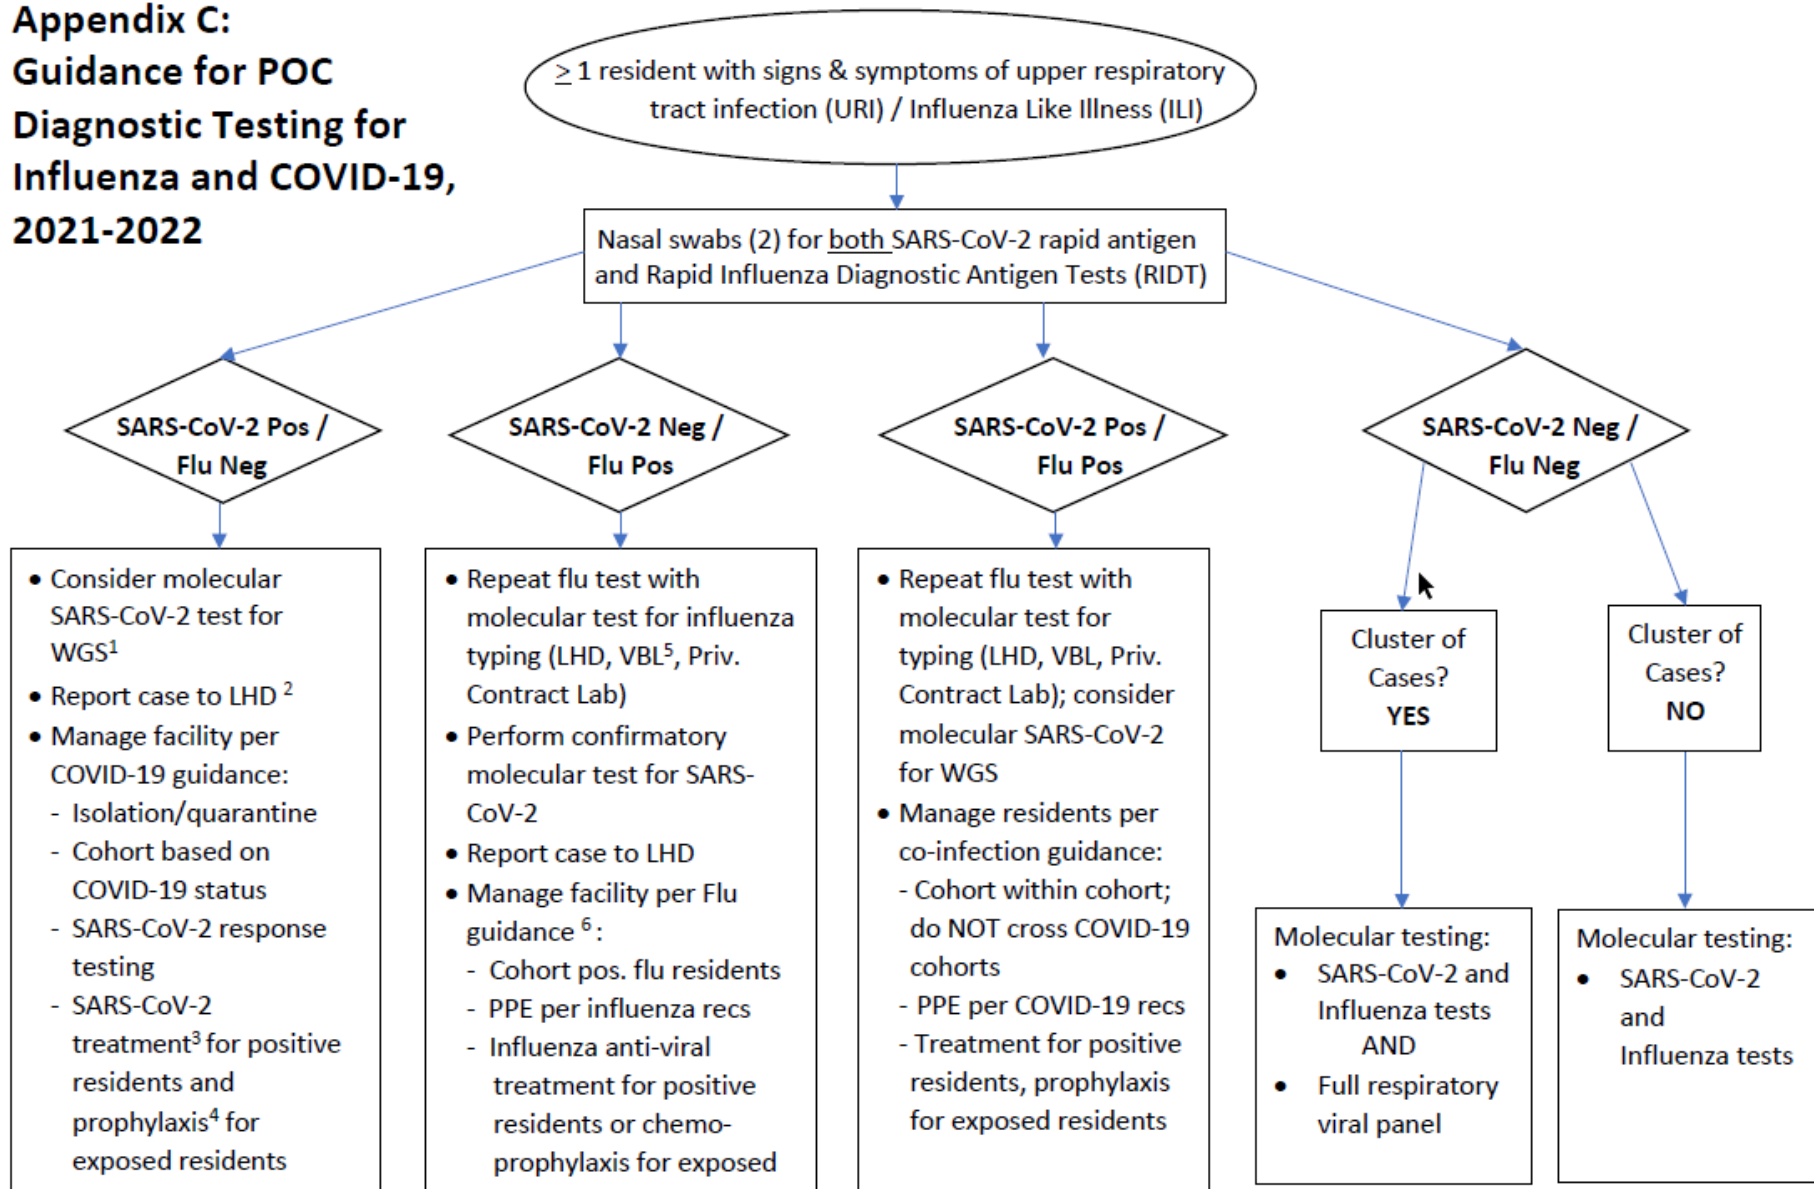 Appendix C:
Guidance for POC
Diagnostic Testing for
Influenza and COVID-19,
2021-2022
≥ 1 resident with signs & symptoms of upper respiratory
tract infection (URI) / Influenza Like Illness (ILI)
Nasal swabs (2) for both SARS-CoV-2 rapid antigen
and Rapid Influenza Diagnostic Antigen Tests (RIDT)
SARS-CoV-2 Pos /
Flu Neg
SARS-CoV-2 Neg /
Flu Pos
SARS-CoV-2 Pos /
Flu Pos
SARS-CoV-2 Neg /
Flu Neg
• Consider molecular
SARS-CoV-2 test for
WGS¹
• Report case to LHD ²
• Manage facility per
COVID-19 guidance:
- Isolation/quarantine
- Cohort based on
COVID-19 status
- SARS-CoV-2 response
testing
- SARS-CoV-2
treatment³ for positive
residents and
prophylaxis⁴ for
exposed residents
• Repeat flu test with
molecular test for influenza
typing (LHD, VBL⁵, Priv.
Contract Lab)
• Perform confirmatory
molecular test for SARS-
CoV-2
• Report case to LHD
• Manage facility per Flu
guidance ⁶ :
- Cohort pos. flu residents
- PPE per influenza recs
- Influenza anti-viral
treatment for positive
residents or chemo-
prophylaxis for exposed
• Repeat flu test with
molecular test for
typing (LHD, VBL, Priv.
Contract Lab); consider
molecular SARS-CoV-2
for WGS
• Manage residents per
co-infection guidance:
- Cohort within cohort;
do NOT cross COVID-19
cohorts
- PPE per COVID-19 recs
- Treatment for positive
residents, prophylaxis
for exposed residents
Cluster of
Cases?
YES
Molecular testing:
• SARS-CoV-2 and
Influenza tests
AND
• Full respiratory
viral panel
Cluster of
Cases?
NO
Molecular testing:
• SARS-CoV-2
and
Influenza tests